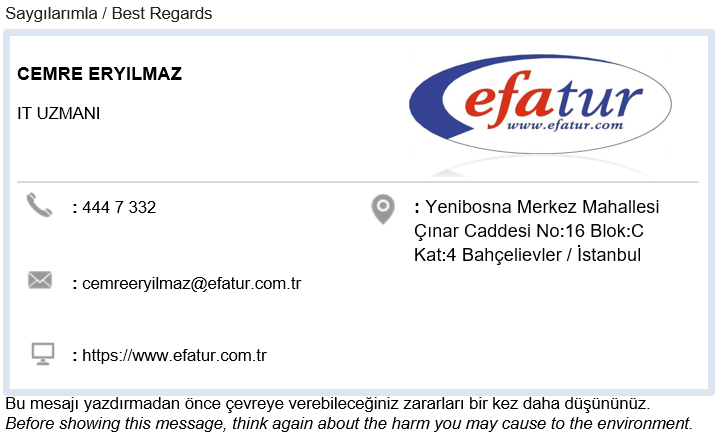 Saygılarımla / Best Regards
CEMRE ERYILMAZ
IT UZMANI
efatur
www.efatur.com
: 444 7 332
: Yenibosna Merkez Mahallesi
Çınar Caddesi No:16 Blok:C
Kat:4 Bahçelievler / İstanbul
: cemreeryilmaz@efatur.com.tr
: https://www.efatur.com.tr
Bu mesajı yazdırmadan önce çevreye verebileceğiniz zararları bir kez daha düşününüz.
Before showing this message, think again about the harm you may cause to the environment.